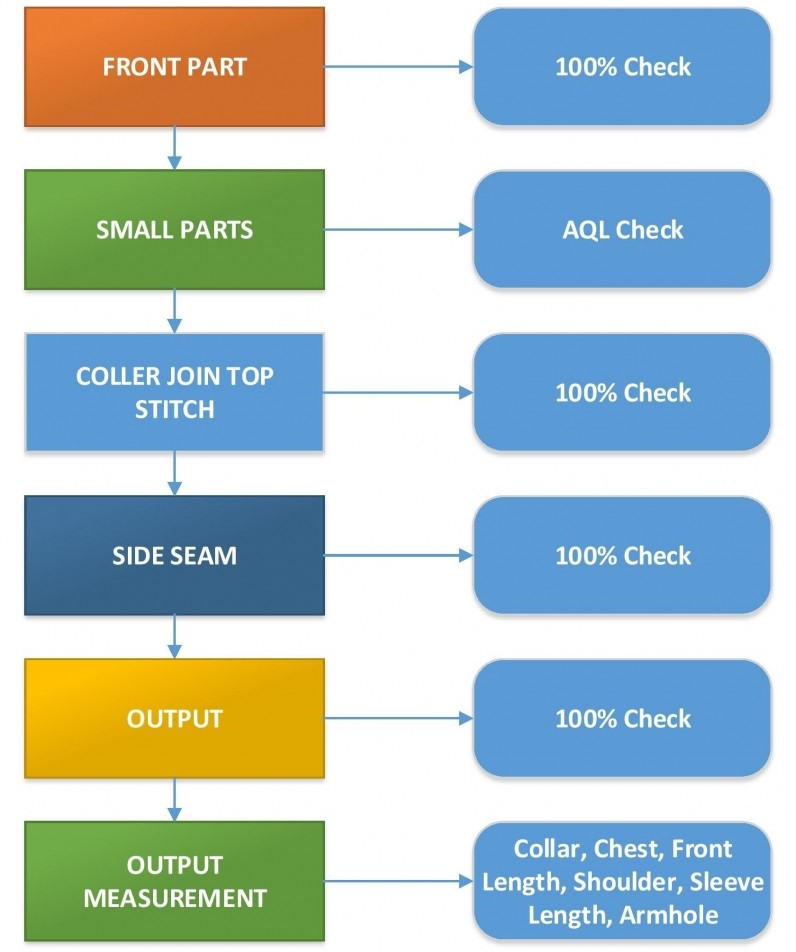 FRONT PART
100% Check
SMALL PARTS
AQL Check
COLLER JOIN TOP
STITCH
100% Check
SIDE SEAM
100% Check
OUTPUT
100% Check
OUTPUT
MEASUREMENT
Collar, Chest, Front
Length, Shoulder, Sleeve
Length, Armhole